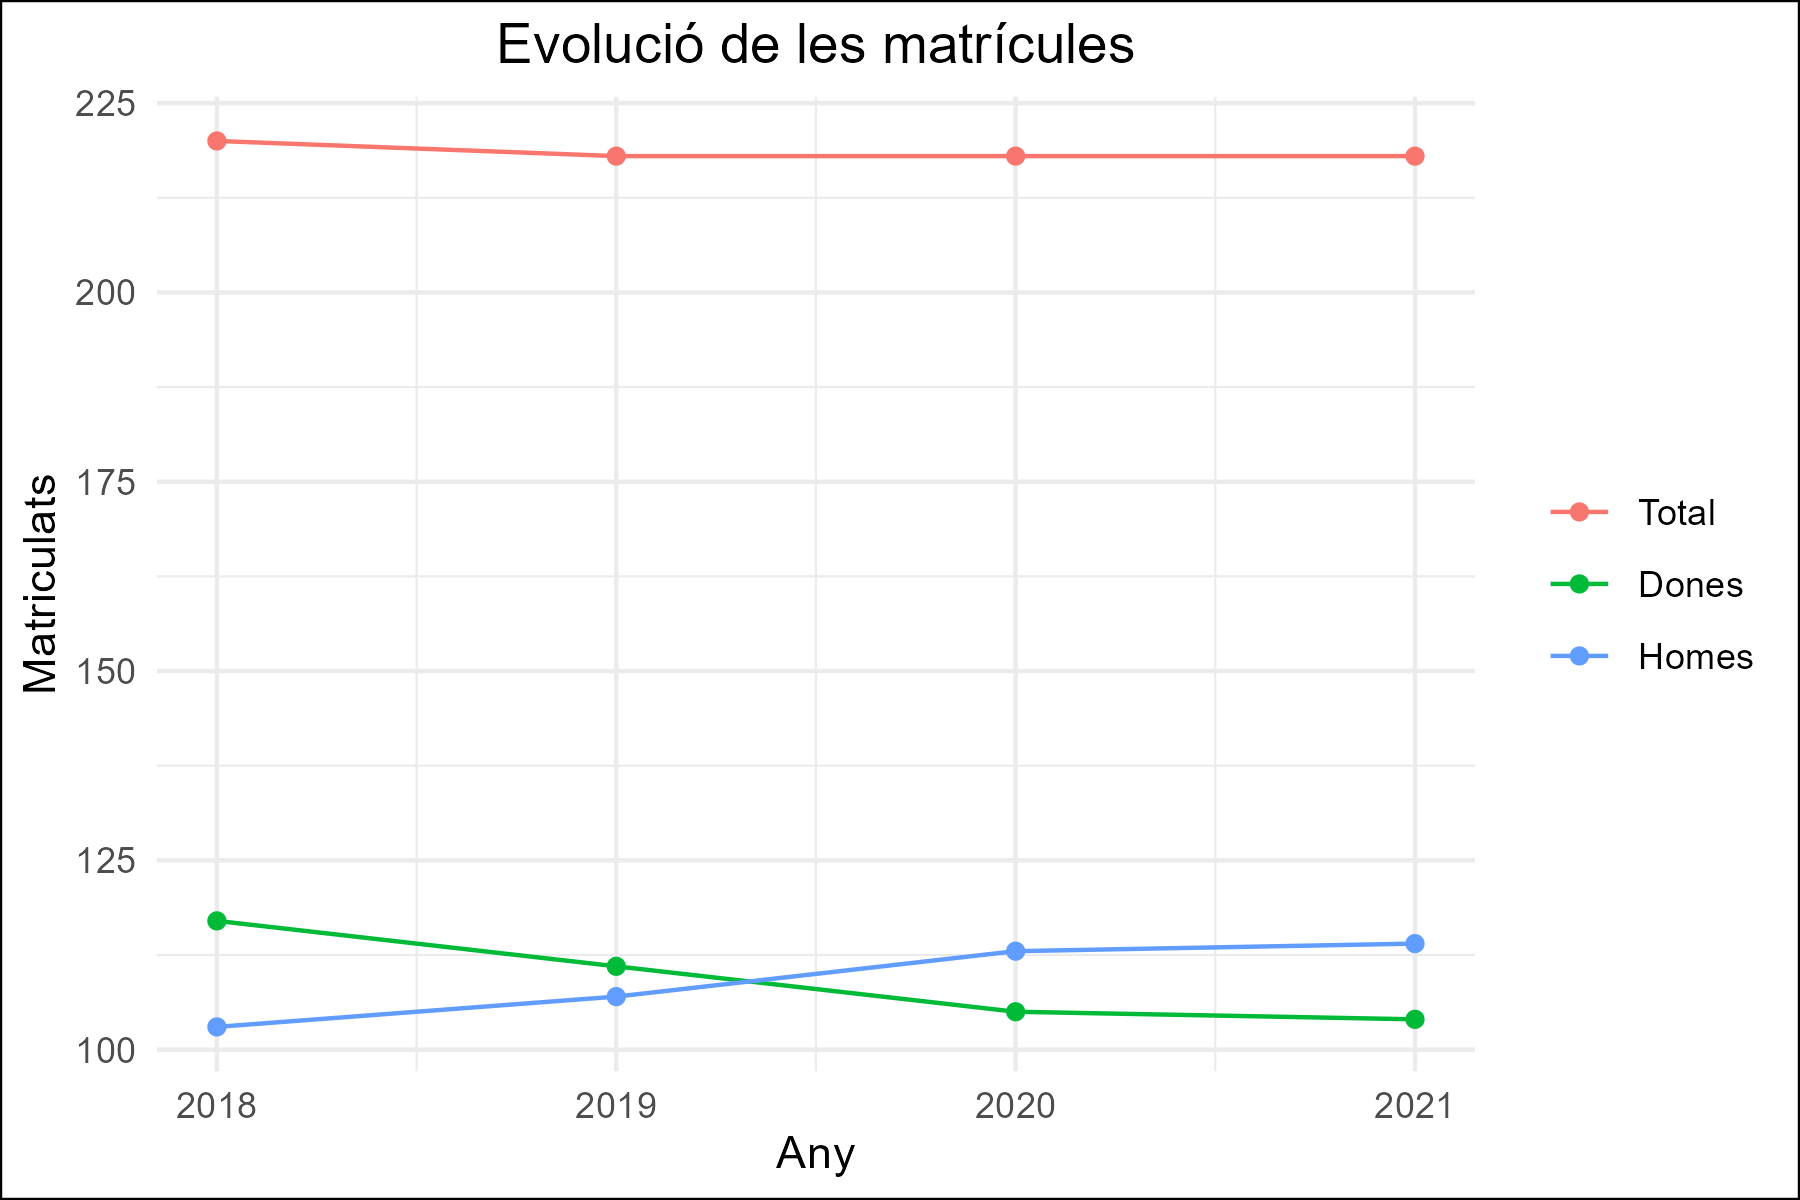 Evolució de les matrícules
225
200
175
150
125
100
Matriculats
2018 2019 2020 2021
Any
Total
Dones
Homes